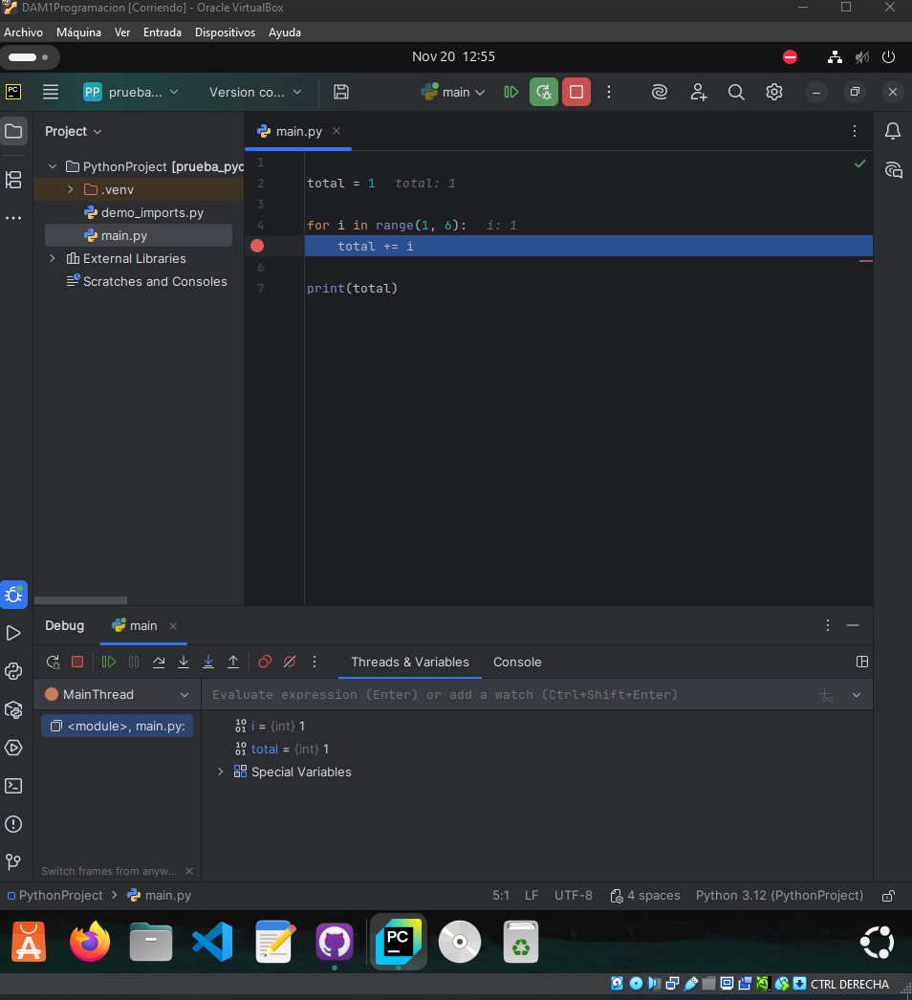 DAM1Programacion [Corriendo] - Oracle VirtualBox
Archivo Máquina Ver Entrada Dispositivos Ayuda
Nov 20 12:55
PC
PP prueba... Version co... main
Project
main.py
PythonProject [prueba_pyc
.venv
demo_imports.py
main.py
External Libraries
Scratches and Consoles
1
2 total = 1 total: 1
3
4 for i in range(1, 6): i: 1
total += i
6
7 print(total)
Debug main
Threads & Variables Console
MainThread
Evaluate expression (Enter) or add a watch (Ctrl+Shift+Enter)
<module>, main.py:
i = {int} 1
total = {int} 1
Special Variables
Switch frames from anyw...
PythonProject > main.py 5:1 LF UTF-8 4 spaces Python 3.12 (PythonProject)
PC
CTRL DERECHA